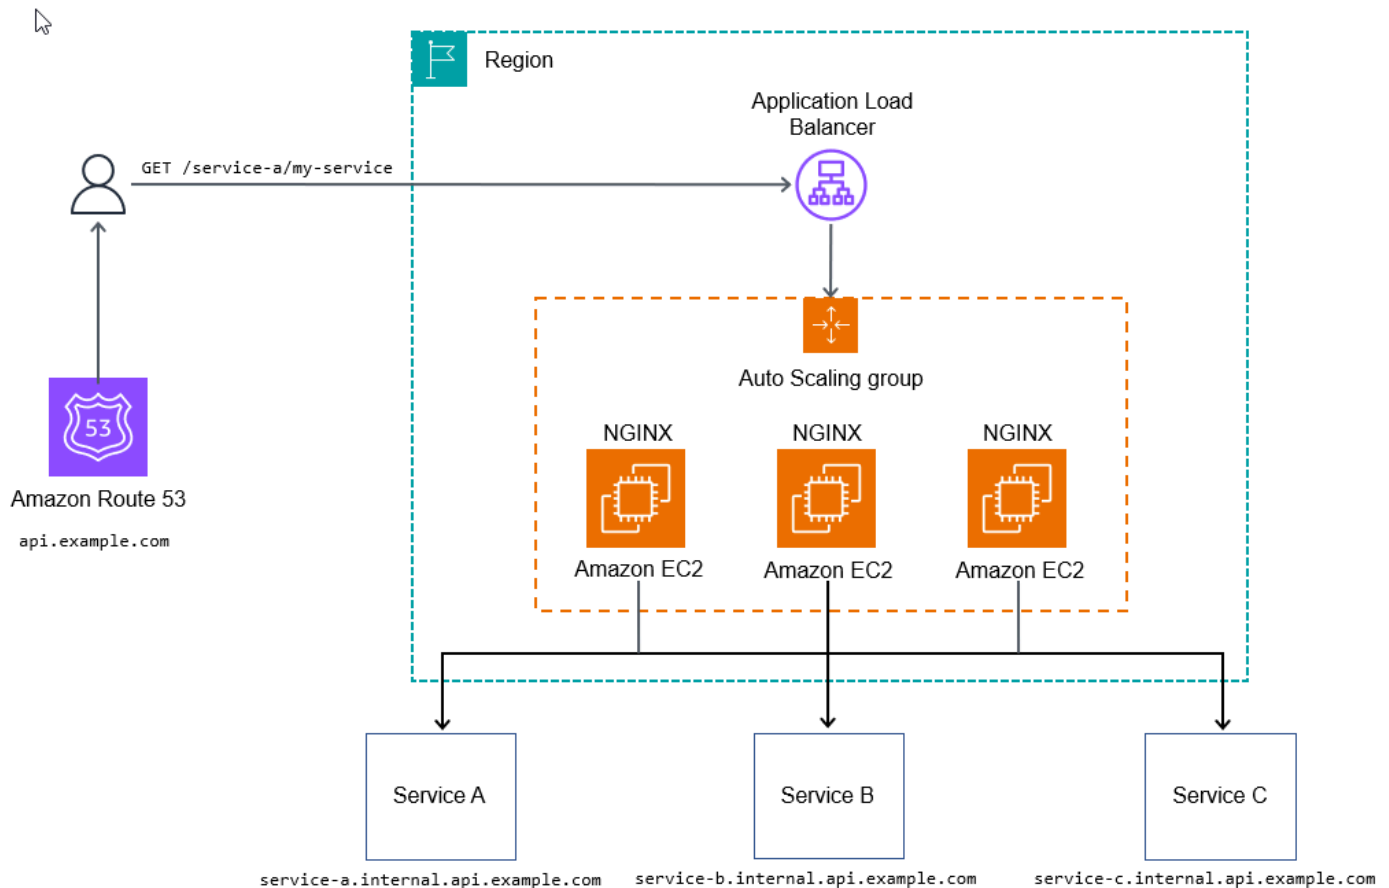 Region
Application Load
Balancer
GET /service-a/my-service
Auto Scaling group
53
Amazon Route 53
api.example.com
NGINX
NGINX
NGINX
Amazon EC2
Amazon EC2
Amazon EC2
Service A
Service B
Service C
service-a.internal.api.example.com
service-b.internal.api.example.com
service-c.internal.api.example.com